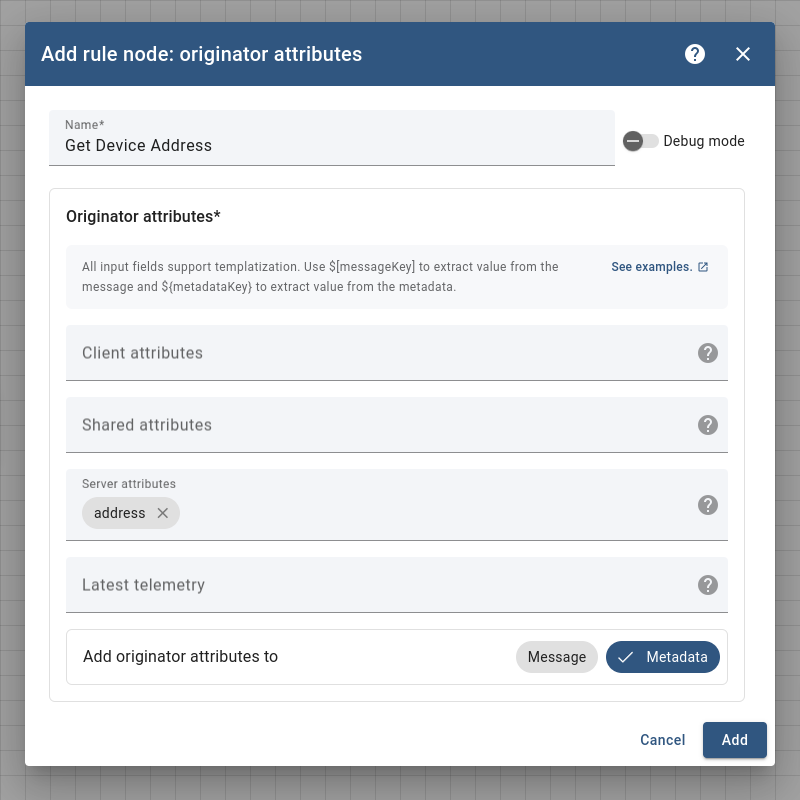 Add rule node: originator attributes
Name*
Get Device Address
Debug mode
Originator attributes*
All input fields support templatization. Use $[messageKey] to extract value from the
message and ${metadataKey} to extract value from the metadata.
See examples.
Client attributes
Shared attributes
Server attributes
address
Latest telemetry
Add originator attributes to
Message
Metadata
Cancel
Add